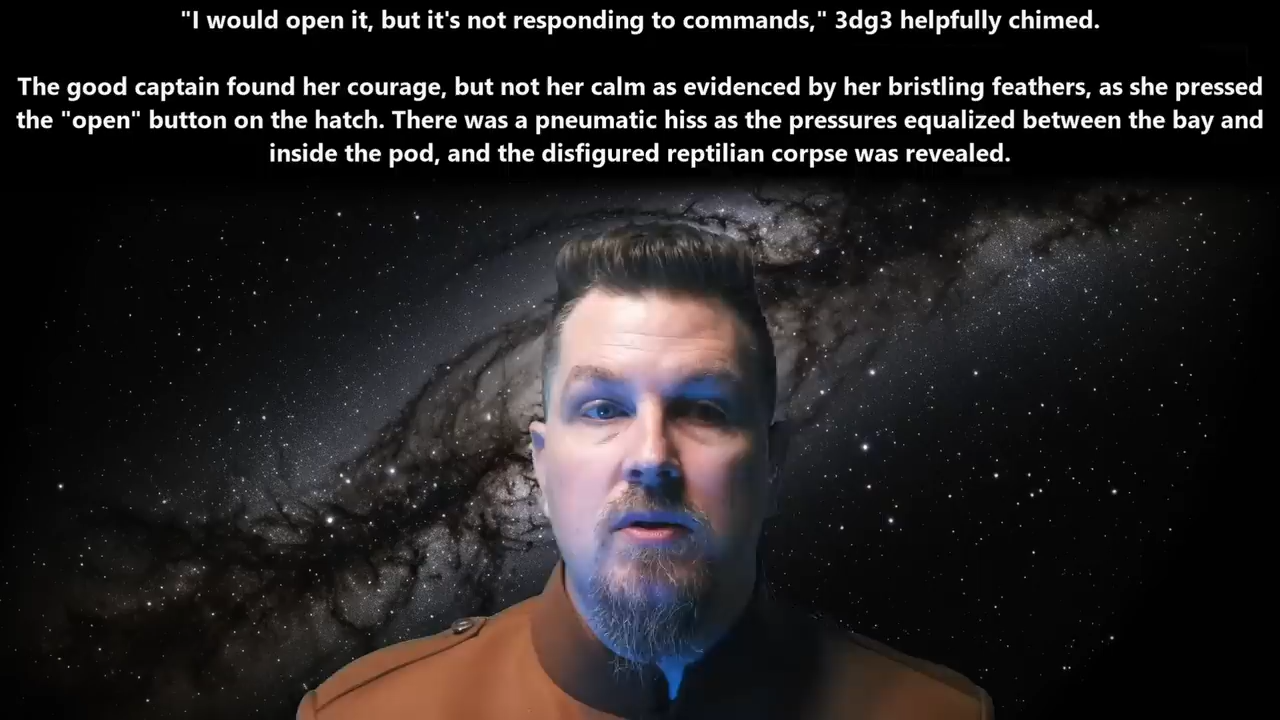 "I would open it, but it's not responding to commands," 3dg3 helpfully chimed.
The good captain found her courage, but not her calm as evidenced by her bristling feathers, as she pressed
the "open" button on the hatch. There was a pneumatic hiss as the pressures equalized between the bay and
inside the pod, and the disfigured reptilian corpse was revealed.